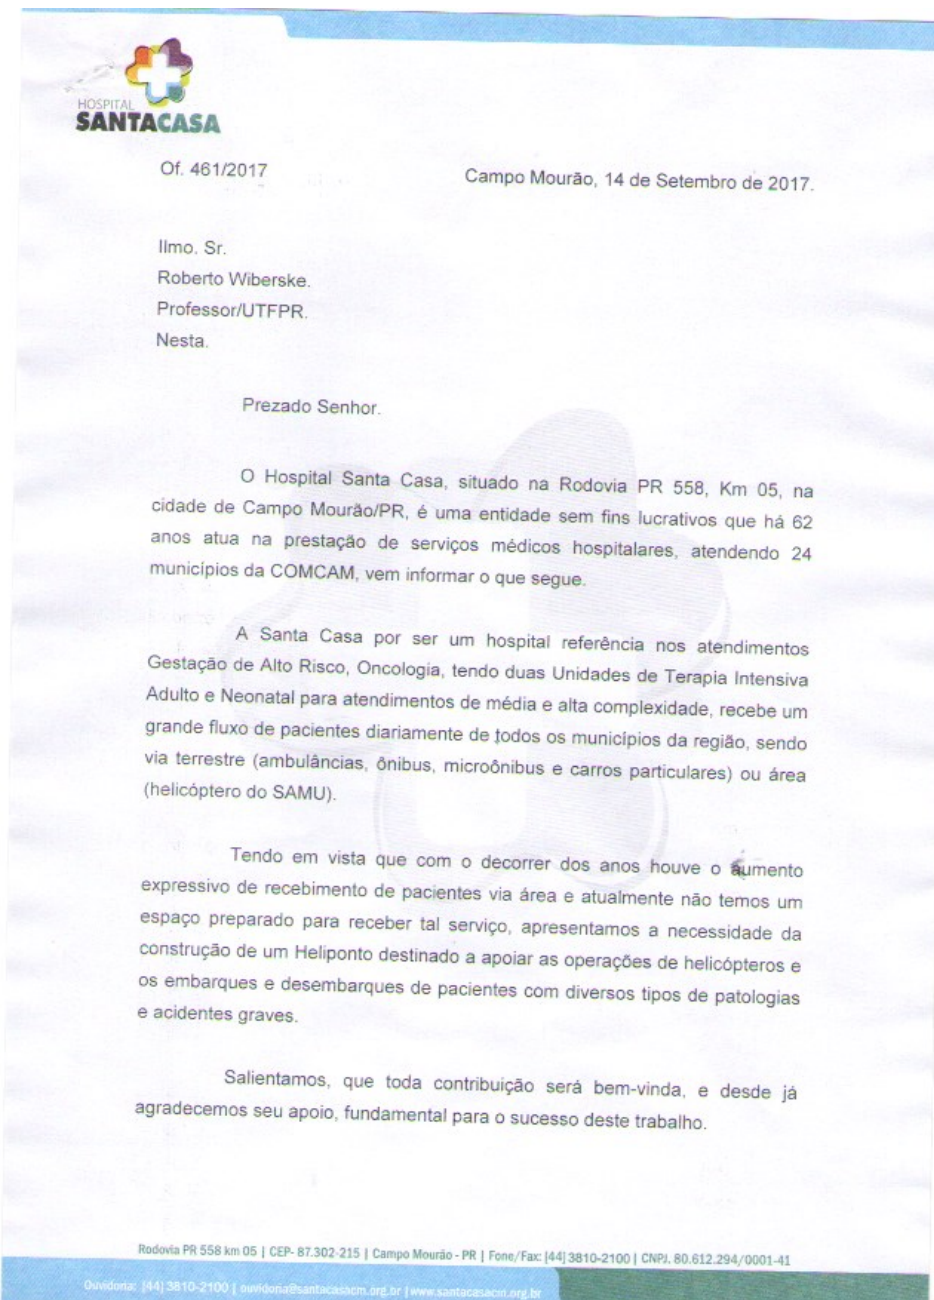 HOSPITAL
SANTACASA
Of. 461/2017
Campo Mourão, 14 de Setembro de 2017.
Ilmo. Sr.
Roberto Wiberske.
Professor/UTFPR.
Nesta.
Prezado Senhor.
O Hospital Santa Casa, situado na Rodovia PR 558, Km 05, na
cidade de Campo Mourão/PR, é uma entidade sem fins lucrativos que há 62
anos atua na prestação de serviços médicos hospitalares, atendendo 24
municípios da COMCAM, vem informar o que segue.
A Santa Casa por ser um hospital referência nos atendimentos
Gestação de Alto Risco, Oncologia, tendo duas Unidades de Terapia Intensiva
Adulto e Neonatal para atendimentos de média e alta complexidade, recebe um
grande fluxo de pacientes diariamente de todos os municípios da região, sendo
via terrestre (ambulâncias, ônibus, microônibus e carros particulares) ou área
(helicóptero do SAMU).
Tendo em vista que com o decorrer dos anos houve o aumento
expressivo de recebimento de pacientes via área e atualmente não temos um
espaço preparado para receber tal serviço, apresentamos a necessidade da
construção de um Heliponto destinado a apoiar as operações de helicópteros e
os embarques e desembarques de pacientes com diversos tipos de patologias
e acidentes graves.
Salientamos, que toda contribuição será bem-vinda, e desde já
agradecemos seu apoio, fundamental para o sucesso deste trabalho.
Rodovia PR 558 km 05 | CEP- 87.302-215 | Campo Mourão - PR | Fone/Fax: [44] 3810-2100 | CNPJ. 80.612.294/0001-41
Ouvidoria: [44] 3810-2100 | ouvidoria@santacasacm.org.br | www.santacasacm.org.br